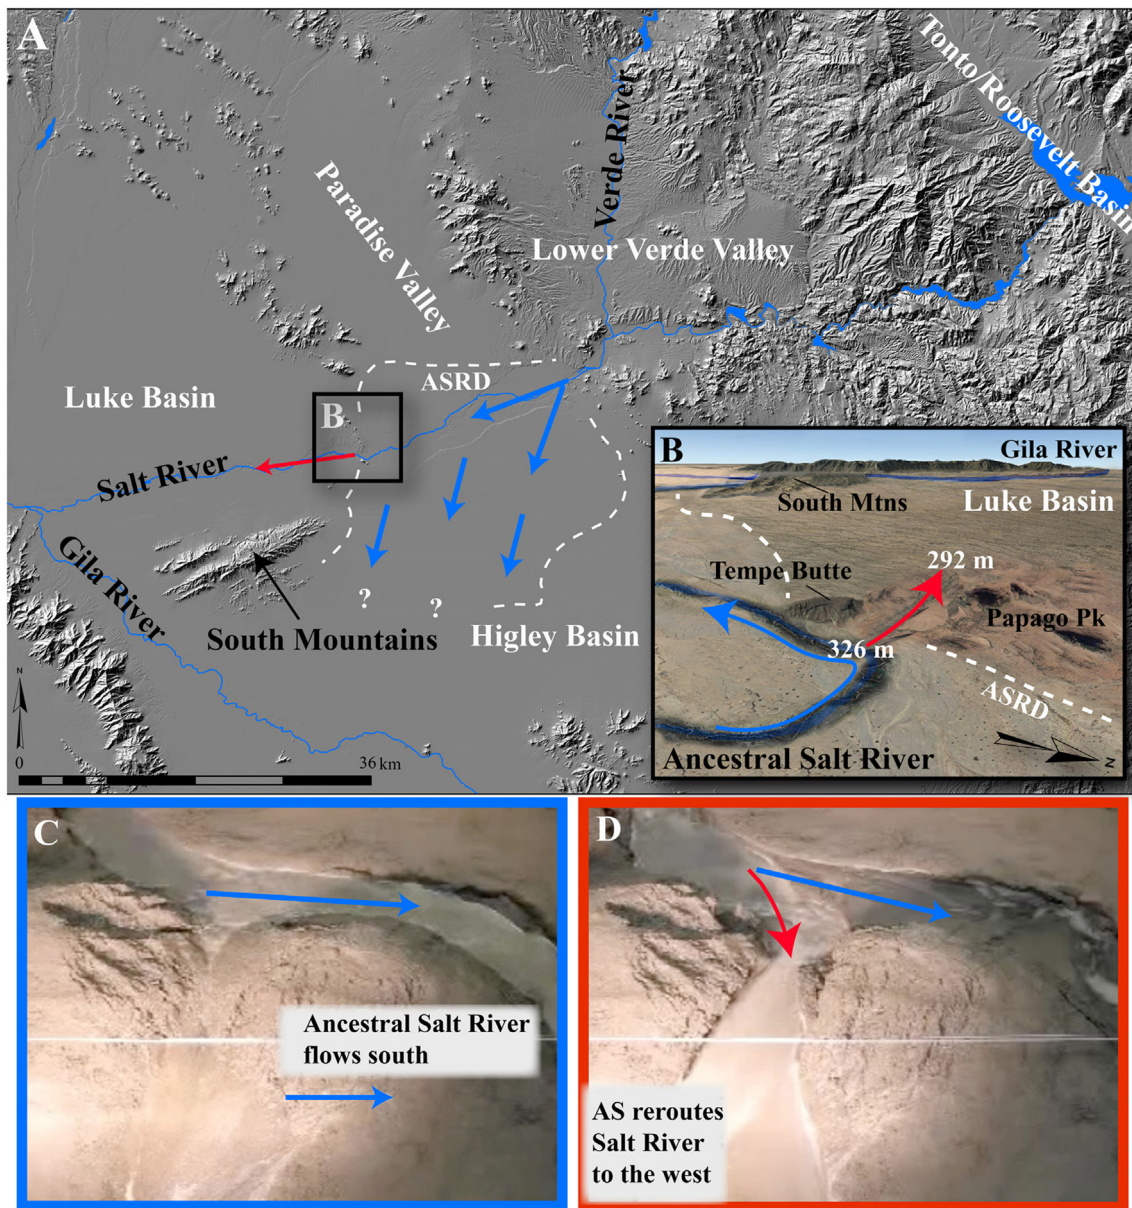 A
Tonto/Roosevelt Basin
Verde River
Paradise Valley
Lower Verde Valley
ASRD
Luke Basin
B
Salt River
Gila River
South Mountains
? ?
Higley Basin
N
0 36 km
B
Gila River
South Mtns
Luke Basin
292 m
Tempe Butte
Papago Pk
326 m
ASRD
Ancestral Salt River
N
C
Ancestral Salt River
flows south
D
AS reroutes
Salt River
to the west